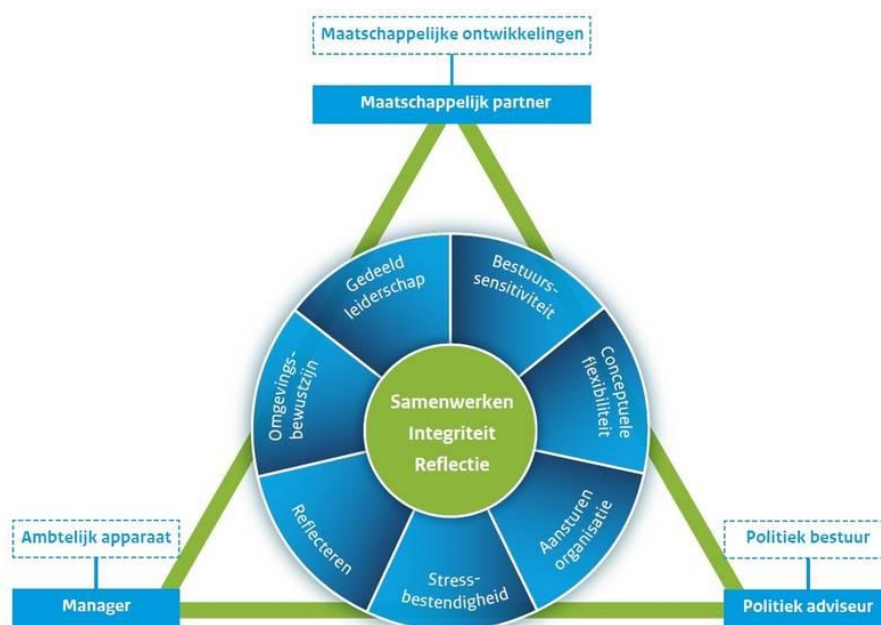 Maatschappelijke ontwikkelingen
Maatschappelijk partner
Gedeeld
leiderschap
Bestuurs-
sensitiviteit
Omgevings-
bewustzijn
Conceptuele
flexibiliteit
Samenwerken
Integriteit
Reflectie
Reflecteren
Stress-
bestendigheid
Aansturen
organisatie
Ambtelijk apparaat
Manager
Politiek bestuur
Politiek adviseur